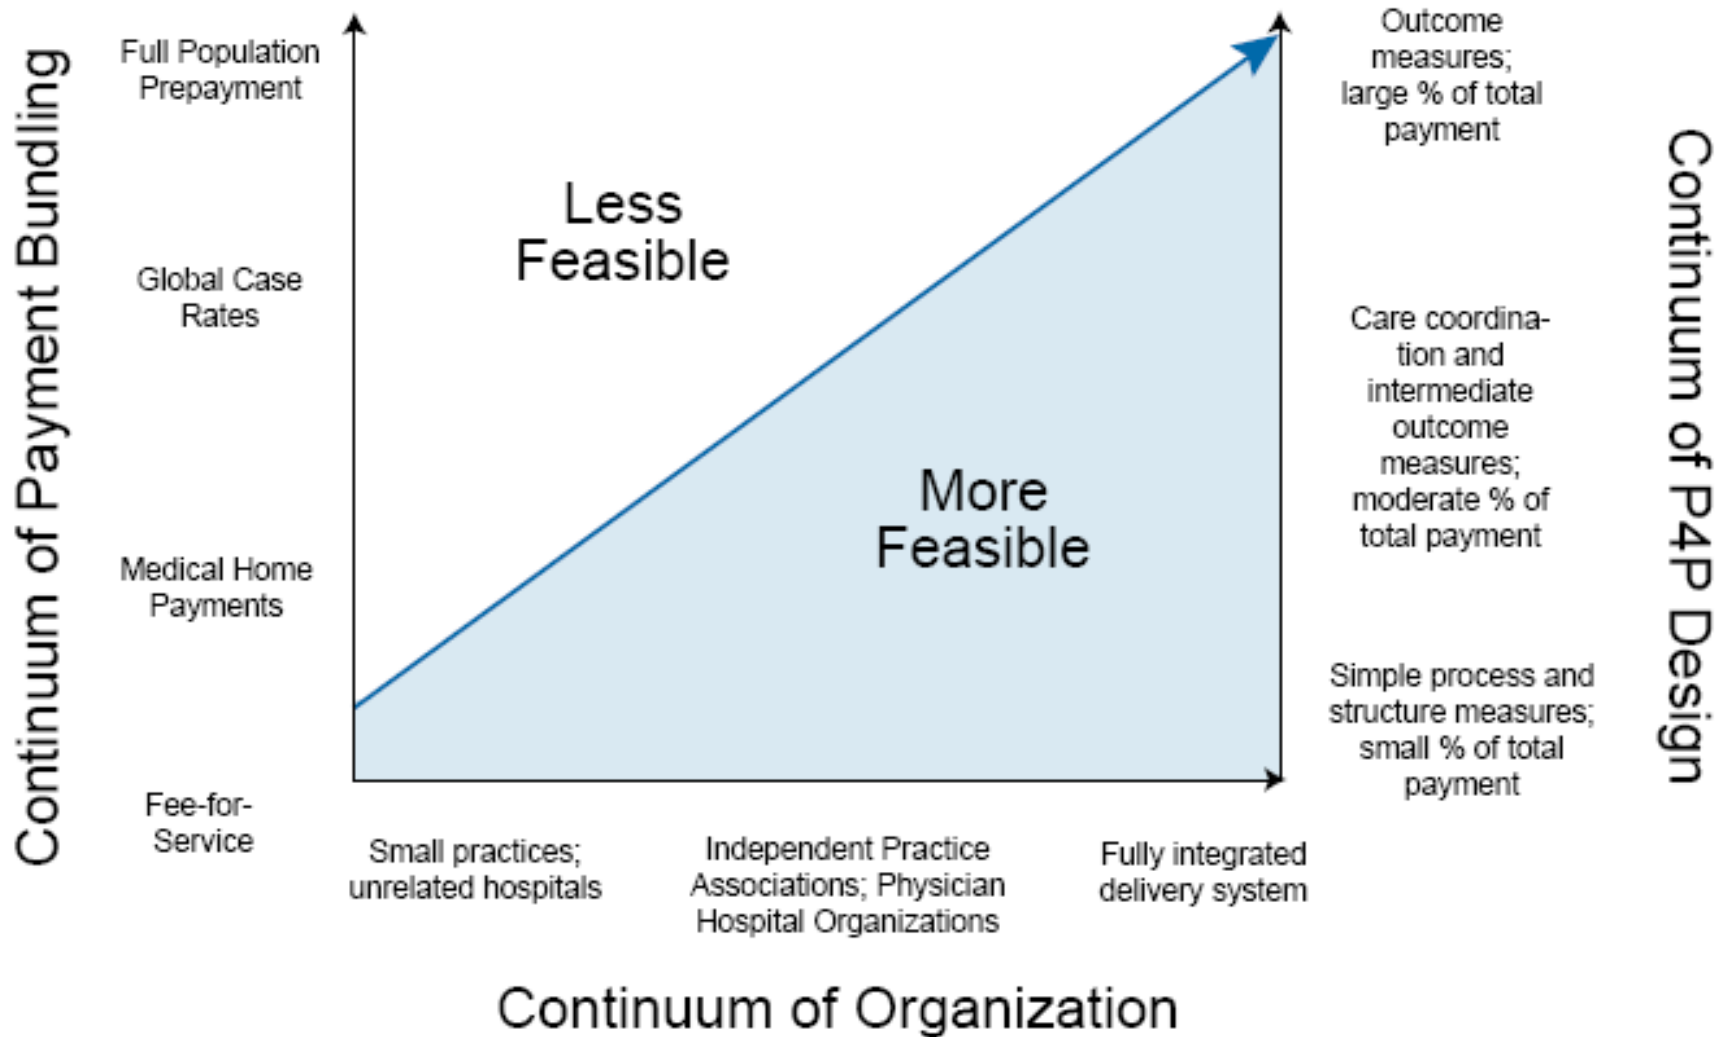 Continuum of Payment Bundling
Full Population
Prepayment
Global Case
Rates
Medical Home
Payments
Fee-for-
Service
Less
Feasible
More
Feasible
Outcome
measures;
large % of total
payment
Care coordina-
tion and
intermediate
outcome
measures;
moderate % of
total payment
Simple process and
structure measures;
small % of total
payment
Continuum of P4P Design
Small practices;
unrelated hospitals
Independent Practice
Associations; Physician
Hospital Organizations
Fully integrated
delivery system
Continuum of Organization